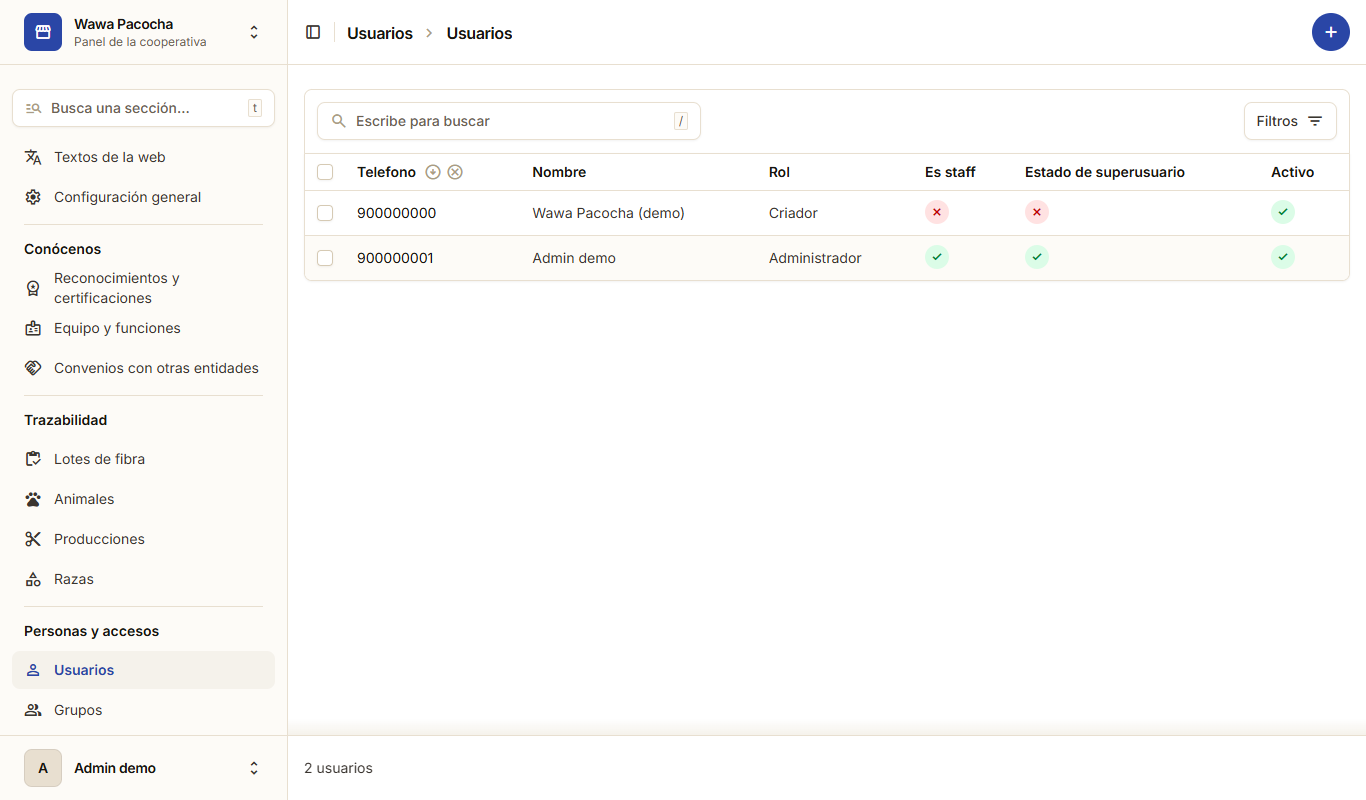 Wawa Pacocha
Panel de la cooperativa
Busca una sección... t
Textos de la web
Configuración general
Conócenos
Reconocimientos y
certificaciones
Equipo y funciones
Convenios con otras entidades
Trazabilidad
Lotes de fibra
Animales
Producciones
Razas
Personas y accesos
Usuarios
Grupos
A Admin demo
Usuarios > Usuarios
Escribe para buscar /
Filtros
Telefono Nombre Rol Es staff Estado de superusuario Activo
900000000 Wawa Pacocha (demo) Criador
900000001 Admin demo Administrador
2 usuarios